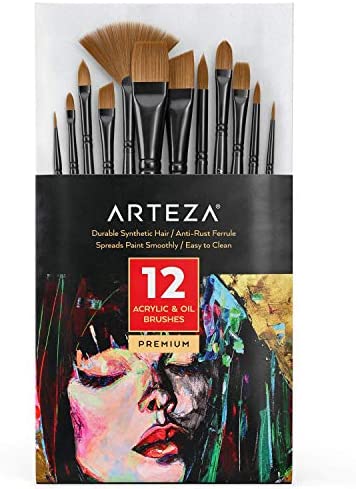 ARTEZA®
Durable Synthetic Hair / Anti-Rust Ferrule
Spreads Paint Smoothly / Easy to Clean
12
ACRYLIC & OIL
BRUSHES
PREMIUM